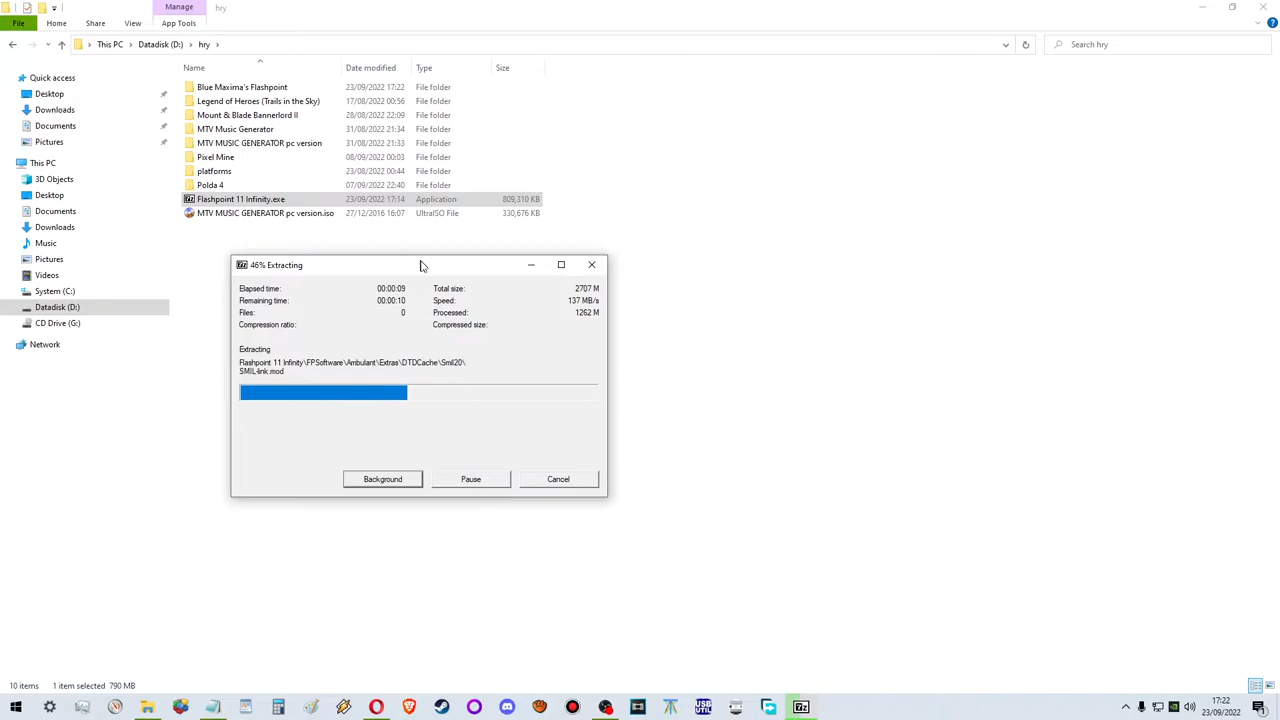 Manage
hry
File
Home
Share
View
App Tools
This PC
Datadisk (D:)
hry
Search hry
Name
Date modified
Type
Size
Quick access
Desktop
Downloads
Documents
Pictures
This PC
3D Objects
Desktop
Documents
Downloads
Music
Pictures
Videos
System (C:)
Datadisk (D:)
CD Drive (G:)
Network
Blue Maxima's Flashpoint 23/09/2022 17:22 File folder
Legend of Heroes (Trails in the Sky) 17/08/2022 00:56 File folder
Mount & Blade Bannerlord II 28/08/2022 22:09 File folder
MTV Music Generator 31/08/2022 21:34 File folder
MTV Music GENERATOR pc version 31/08/2022 21:33 File folder
Pixel Mine 08/09/2022 00:03 File folder
platforms 23/08/2022 00:44 File folder
Polda 4 07/09/2022 22:40 File folder
Flashpoint 11 Infinity.exe 23/09/2022 17:14 Application 809,310 KB
MTV MUSIC GENERATOR pc version.iso 27/12/2016 16:07 UltraISO File 330,676 KB
46% Extracting
Elapsed time: 00:00:09 Total size: 2707 M
Remaining time: 00:00:10 Speed: 137 MB/s
Files: 0 Processed: 1262 M
Compression ratio: Compressed size:
Extracting
Flashpoint 11 Infinity\FPSoftware\Ambulant\Extras\DTDCache\Smil20\
SMIL-link.mod
Background
Pause
Cancel
10 items 1 item selected 790 MB
USB
UTIL
7z
17:22
23/09/2022
1